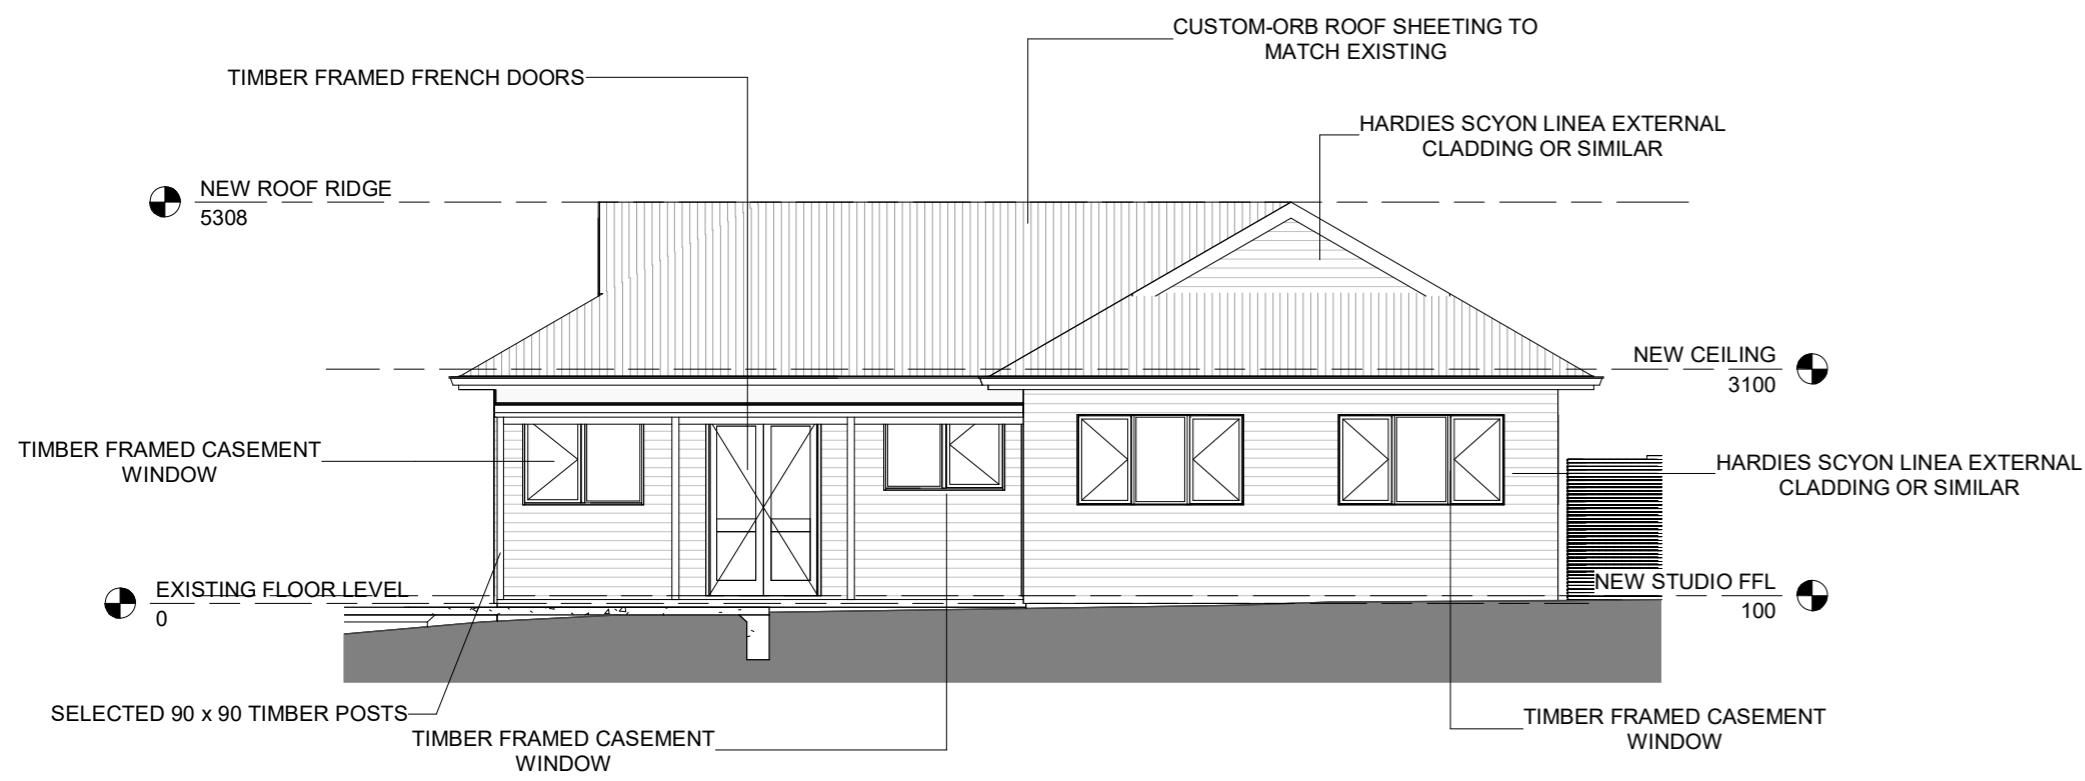 CUSTOM-ORB ROOF SHEETING TO
MATCH EXISTING
TIMBER FRAMED FRENCH DOORS
HARDIES SCYON LINEA EXTERNAL
CLADDING OR SIMILAR
NEW ROOF RIDGE
5308
NEW CEILING
3100
TIMBER FRAMED CASEMENT
WINDOW
HARDIES SCYON LINEA EXTERNAL
CLADDING OR SIMILAR
EXISTING FLOOR LEVEL
0
NEW STUDIO FFL
100
SELECTED 90 x 90 TIMBER POSTS
TIMBER FRAMED CASEMENT
WINDOW
TIMBER FRAMED CASEMENT
WINDOW